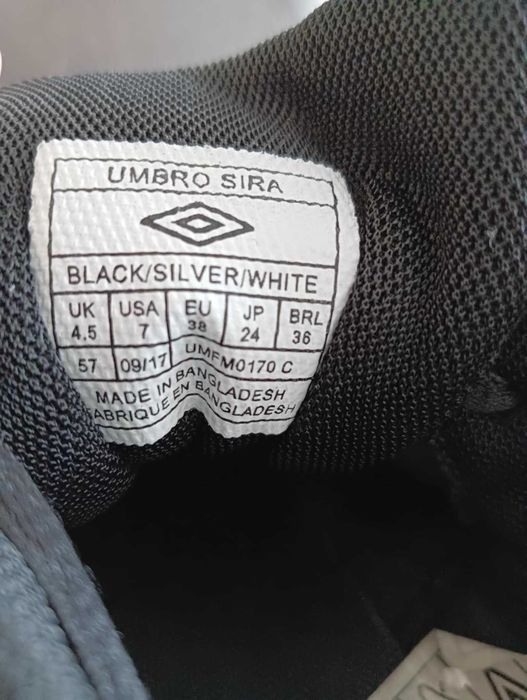 UMBRO SIRA
BLACK/SILVER/WHITE
UK USA EU JP BRL
4.5 7 38 24 36
57 09/17 UMFM0170 C
MADE IN BANGLADESH
FABRIQUE EN BANGLADESH